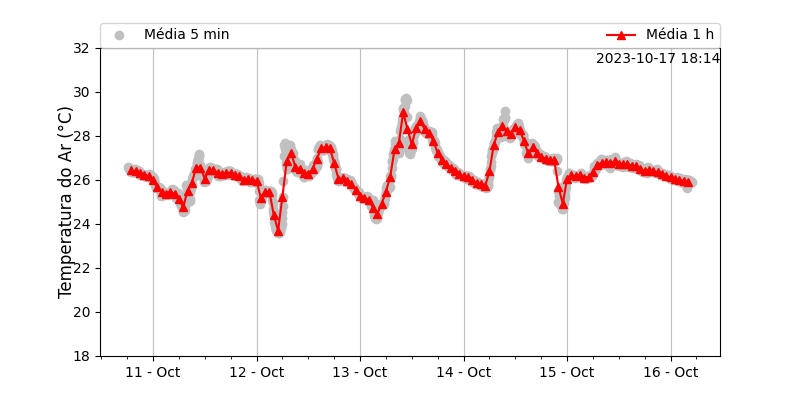 Média 5 min
Média 1 h
2023-10-17 18:14
Temperatura do Ar (°C)
32
30
28
26
24
22
20
18
11 - Oct
12 - Oct
13 - Oct
14 - Oct
15 - Oct
16 - Oct